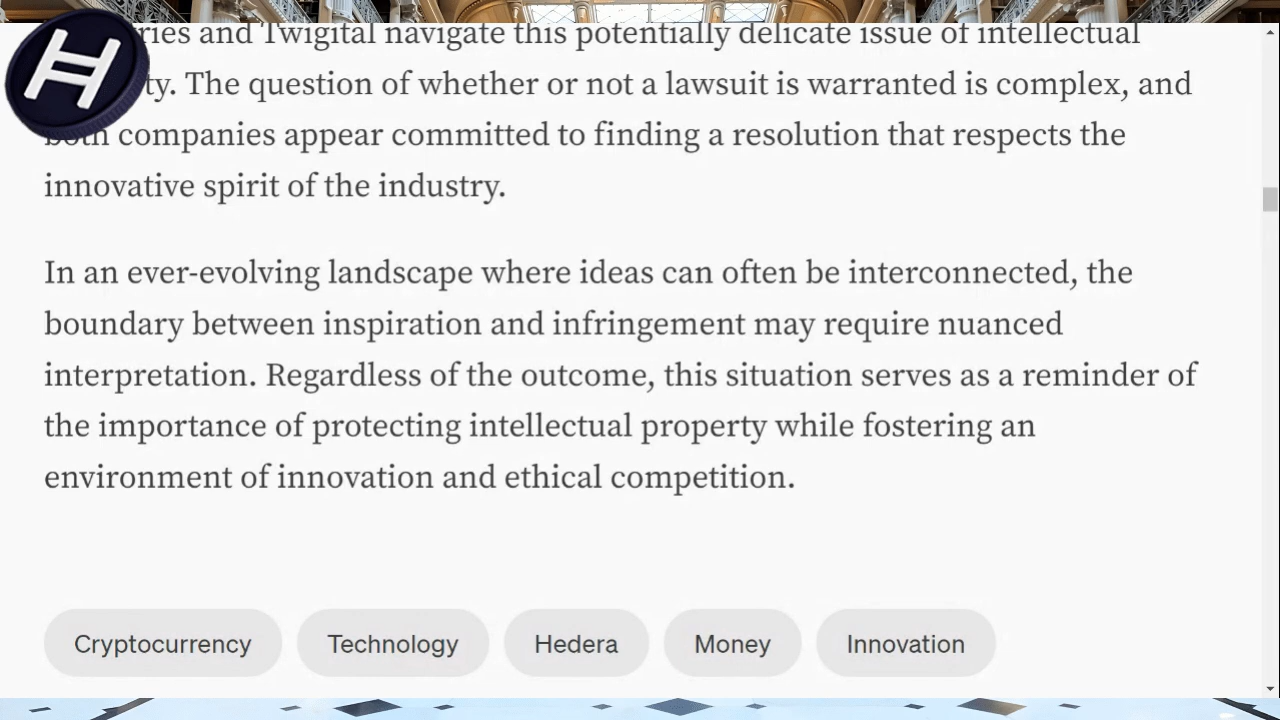 and Twigital navigate this potentially delicate issue of intellectual
The question of whether or not a lawsuit is warranted is complex, and
both companies appear committed to finding a resolution that respects the
innovative spirit of the industry.
In an ever-evolving landscape where ideas can often be interconnected, the
boundary between inspiration and infringement may require nuanced
interpretation. Regardless of the outcome, this situation serves as a reminder of
the importance of protecting intellectual property while fostering an
environment of innovation and ethical competition.
Cryptocurrency Technology Hedera Money Innovation